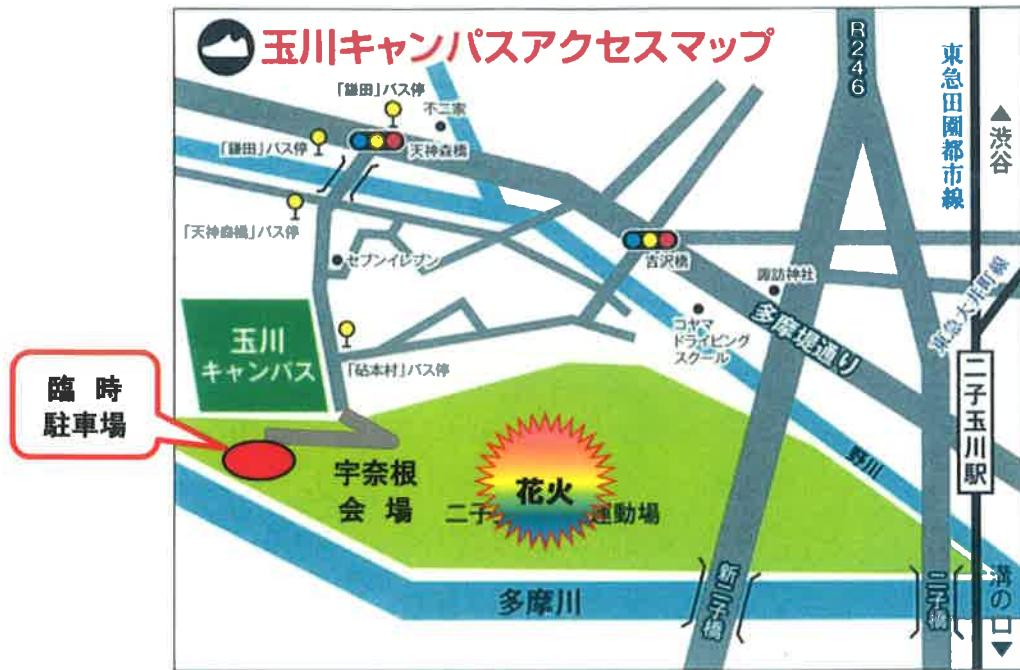 玉川キャンパスアクセスマップ
R246
東急田園都市線
▲渋谷
「鎌田」バス停
不二家
「鎌田」バス停
天神森橋
「天神森橋」バス停
セブンイレブン
吉沢橋
諏訪神社
東急大井町線
コヤマ
ドライビング
スクール
多摩堤通り
玉川
キャンパス
「砧本村」バス停
二子玉川駅
臨時
駐車場
野川
宇奈根
会場
花火
二子
運動場
多摩川
新二子橋
二子橋
溝の口▼